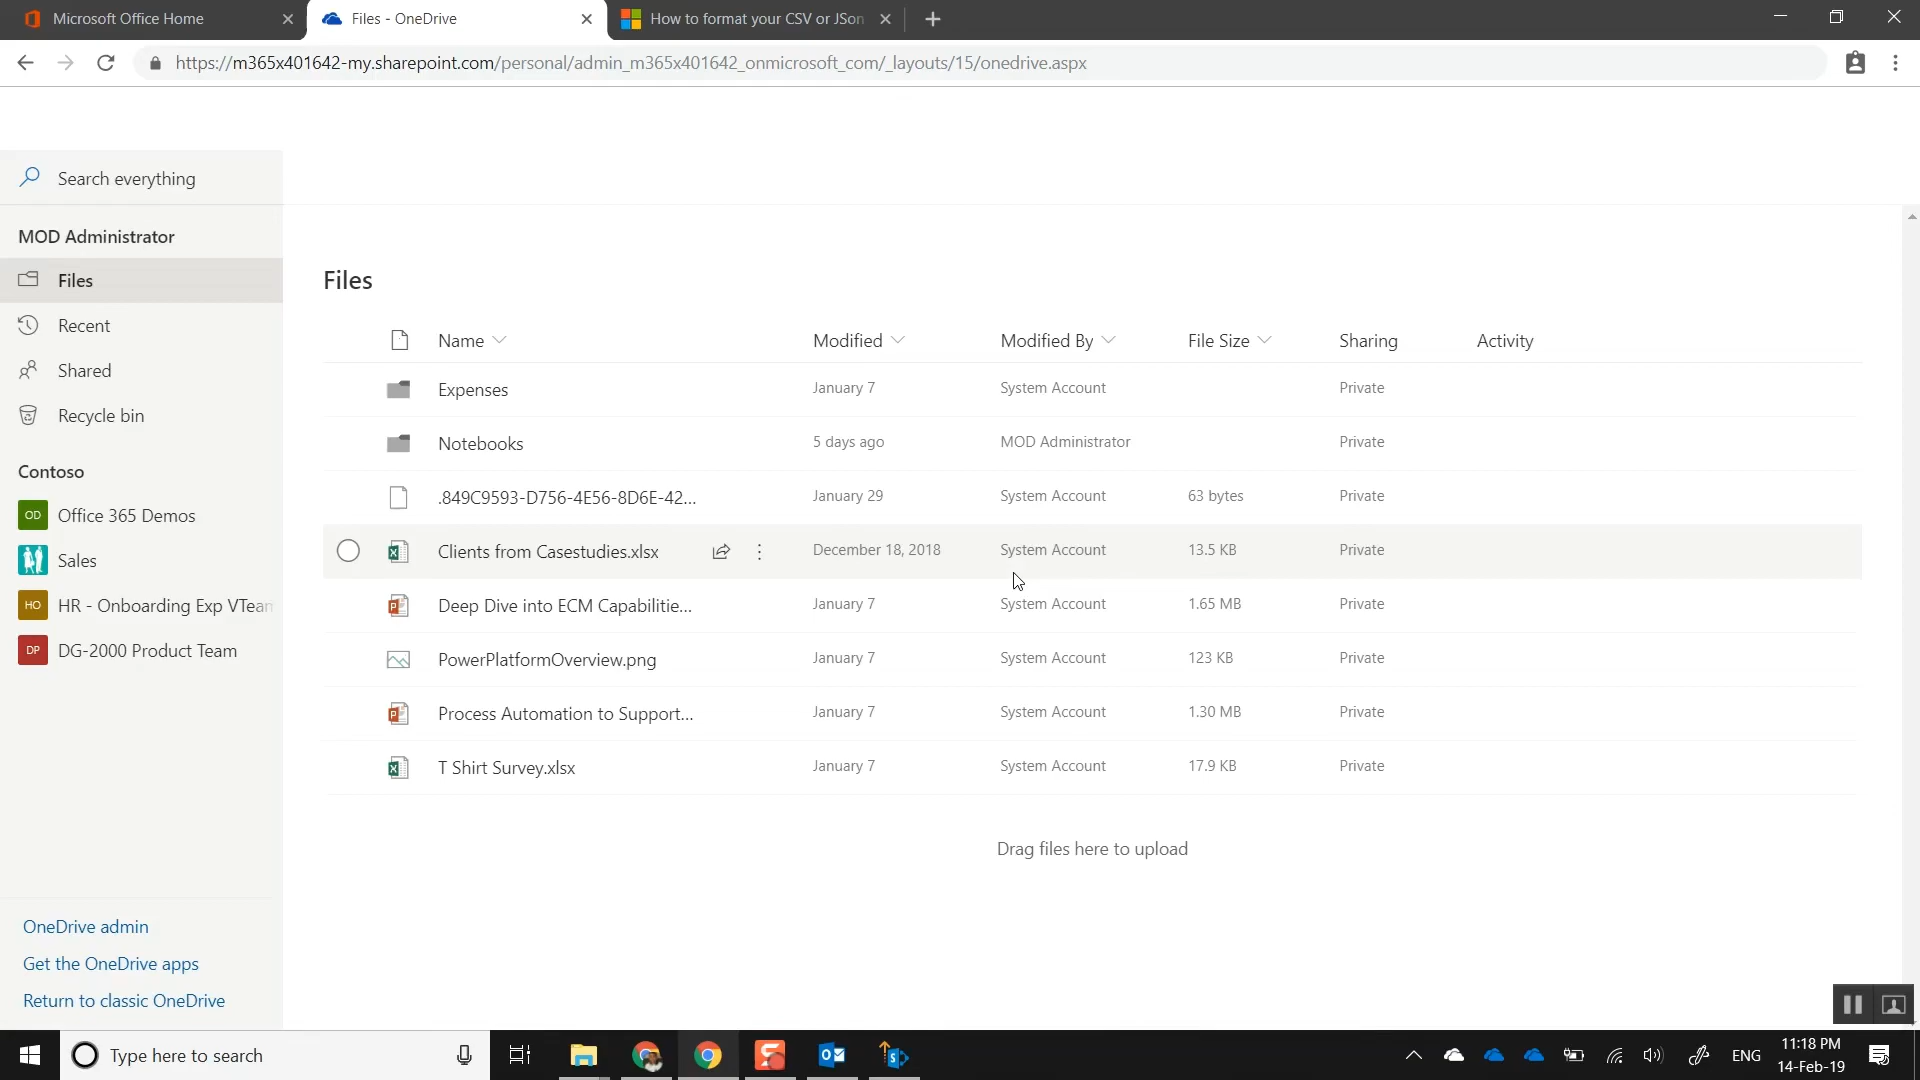 Microsoft Office Home
Files - OneDrive
How to format your CSV or JSon
https://m365x401642-my.sharepoint.com/personal/admin_m365x401642_onmicrosoft_com/_layouts/15/onedrive.aspx
Search everything
MOD Administrator
Files
Recent
Shared
Recycle bin
Contoso
OD Office 365 Demos
Sales
HO HR - Onboarding Exp VTeam
DP DG-2000 Product Team
OneDrive admin
Get the OneDrive apps
Return to classic OneDrive
Files
Name Modified Modified By File Size Sharing Activity
Expenses January 7 System Account Private
Notebooks 5 days ago MOD Administrator Private
.849C9593-D756-4E56-8D6E-42... January 29 System Account 63 bytes Private
Clients from Casestudies.xlsx December 18, 2018 System Account 13.5 KB Private
Deep Dive into ECM Capabilitie... January 7 System Account 1.65 MB Private
PowerPlatformOverview.png January 7 System Account 123 KB Private
Process Automation to Support... January 7 System Account 1.30 MB Private
T Shirt Survey.xlsx January 7 System Account 17.9 KB Private
Drag files here to upload
Type here to search
ENG
11:18 PM
14-Feb-19